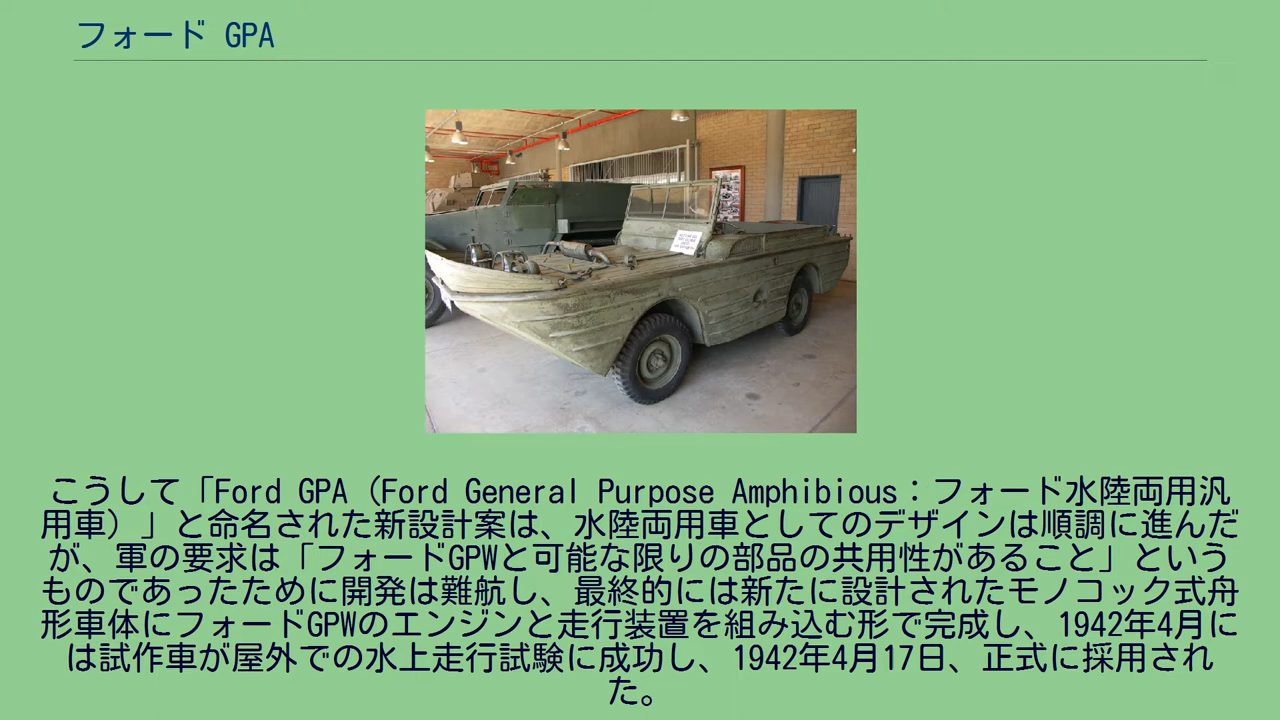 フォード GPA
こうして「Ford GPA（Ford General Purpose Amphibious：フォード水陸両用汎
用車）」と命名された新設計案は、水陸両用車としてのデザインは順調に進んだ
が、軍の要求は「フォードGPWと可能な限りの部品の共用性があること」という
ものであったために開発は難航し、最終的には新たに設計されたモノコック式舟
形車体にフォードGPWのエンジンと走行装置を組み込む形で完成し、1942年4月に
は試作車が屋外での水上走行試験に成功し、1942年4月17日、正式に採用され
た。